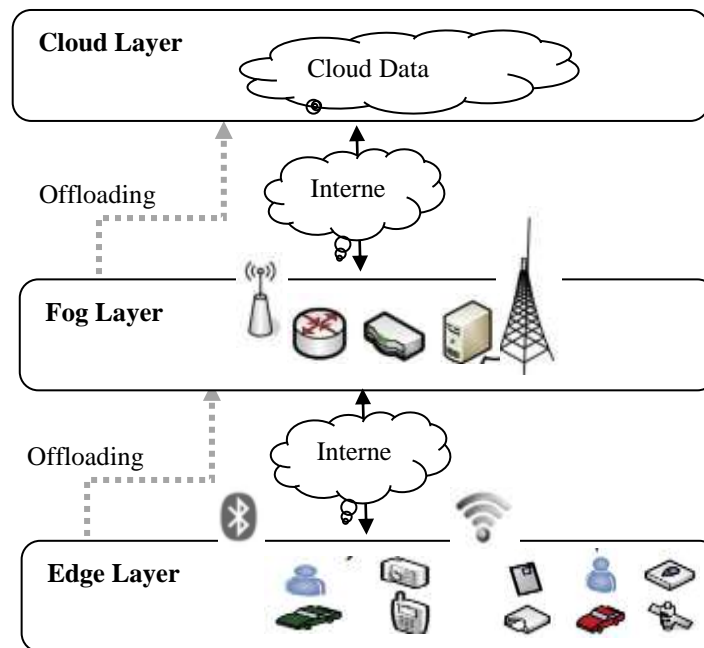 Cloud Layer
Cloud Data
Interne
Offloading
Fog Layer
Interne
Offloading
Edge Layer